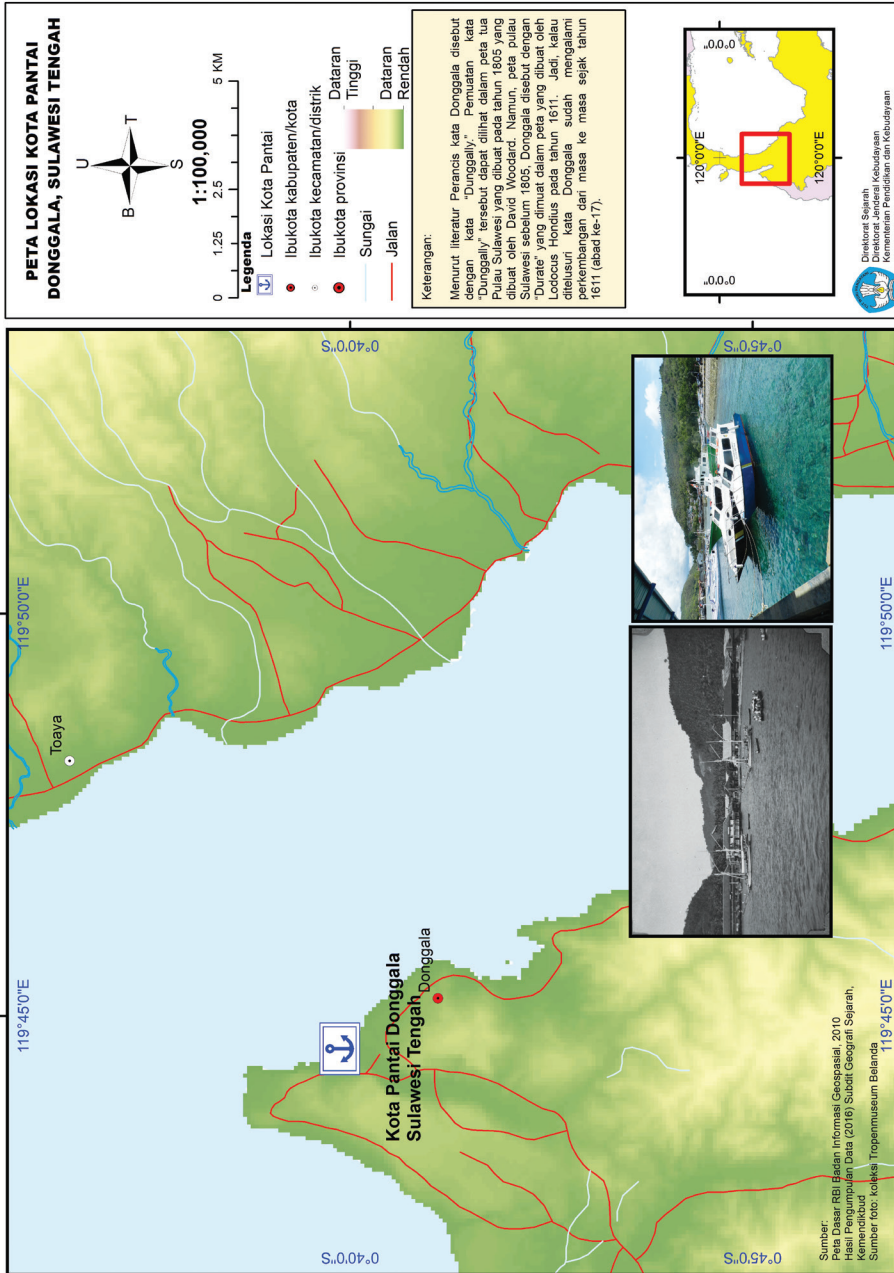 PETA LOKASI KOTA PANTAI
DONGGALA, SULAWESI TENGAH
U
B
T
S
1:100,000
0
1.25
2.5
5 KM
Legenda
Lokasi Kota Pantai
Ibukota kabupaten/kota
Ibukota kecamatan/distrik
Ibukota provinsi
Sungai
Jalan
Dataran
Tinggi
Dataran
Rendah
Keterangan:
Menurut literatur Perancis kata Donggala disebut
dengan kata “Dunggally.” Pemuatan kata
“Dunggally” tersebut dapat dilihat dalam peta tua
Pulau Sulawesi yang dibuat pada tahun 1805 yang
dibuat oleh David Woodard. Namun, peta pulau
Sulawesi sebelum 1805, Donggala disebut dengan
“Durate” yang dimuat dalam peta yang dibuat oleh
Lodocus Hondius pada tahun 1611. Jadi, kalau
ditelusuri kata Donggala sudah mengalami
perkembangan dari masa ke masa sejak tahun
1611 (abad ke-17).
120°0'0"E
0°0'0"
0°0'0"
120°0'0"E
Direktorat Sejarah
Direktorat Jenderal Kebudayaan
Kementerian Pendidikan dan Kebudayaan
119°45'0"E
119°50'0"E
0°40'0"S
0°40'0"S
0°45'0"S
119°45'0"E
119°50'0"E
Toaya
Kota Pantai Donggala
Sulawesi Tengah
Donggala
Sumber:
Peta Dasar RBI Badan Informasi Geospasial, 2010
Hasil Pengumpulan Data (2016) Subdit Geografi Sejarah,
Kemendikbud
Sumber foto: koleksi Tropenmuseum Belanda